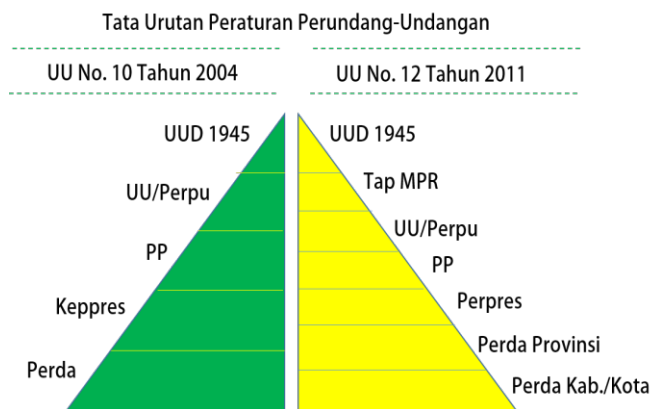 Tata Urutan Peraturan Perundang-Undangan
UU No. 10 Tahun 2004
UU No. 12 Tahun 2011
UUD 1945
UU/Perpu
PP
Keppres
Perda
UUD 1945
Tap MPR
UU/Perpu
PP
Perpres
Perda Provinsi
Perda Kab./Kota